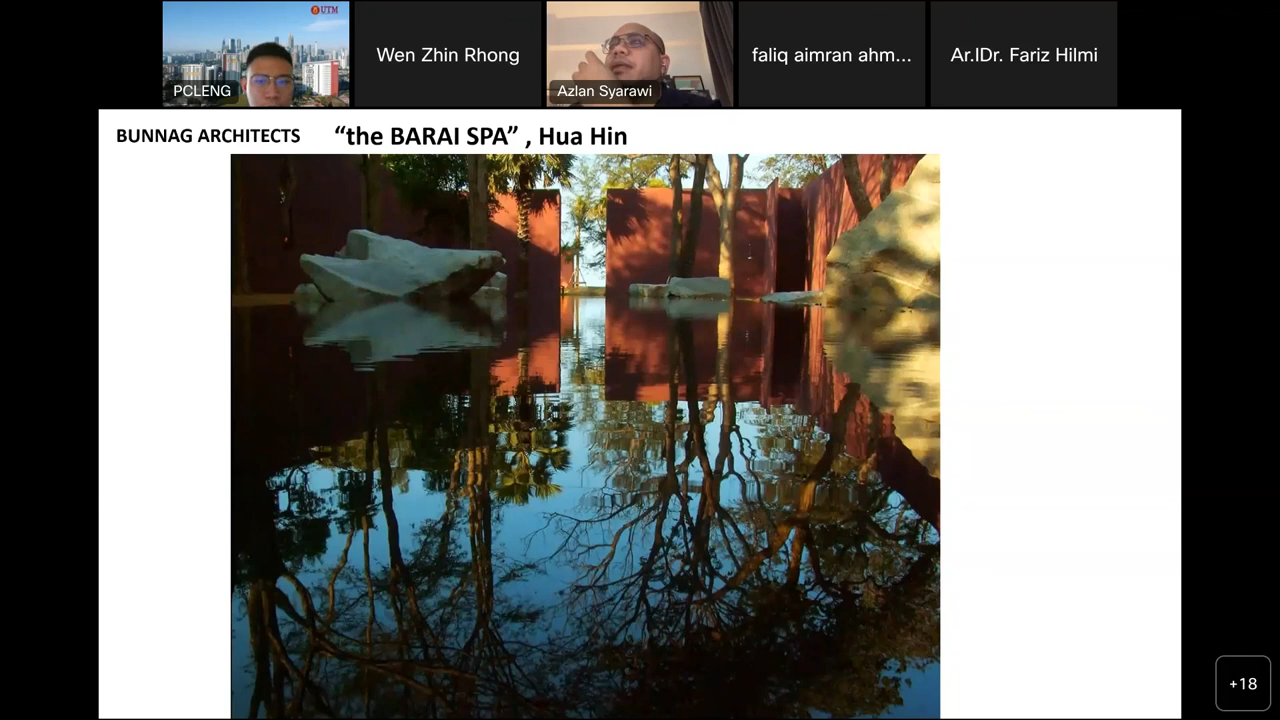 UTM
PCLENG
Wen Zhin Rhong
Azlan Syarawi
faliq aimran ahm...
Ar.IDr. Fariz Hilmi
BUNNAG ARCHITECTS “the BARAI SPA” , Hua Hin
+18